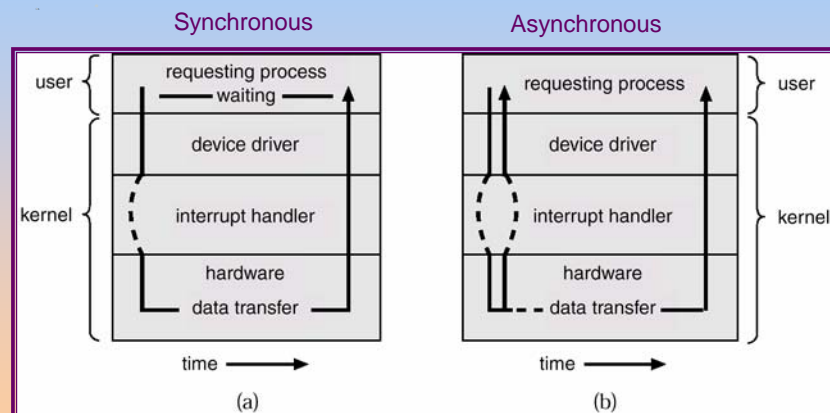 Synchronous
Asynchronous
user
requesting process
waiting
device driver
kernel
interrupt handler
hardware
data transfer
time
(a)
requesting process
user
device driver
interrupt handler
kernel
hardware
data transfer
time
(b)